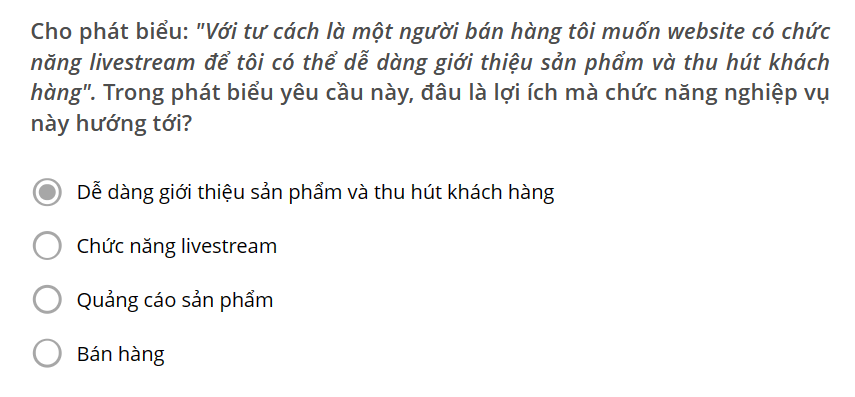 Cho phát biểu: "Với tư cách là một người bán hàng tôi muốn website có chức
năng livestream để tôi có thể dễ dàng giới thiệu sản phẩm và thu hút khách
hàng". Trong phát biểu yêu cầu này, đâu là lợi ích mà chức năng nghiệp vụ
này hướng tới?
Dễ dàng giới thiệu sản phẩm và thu hút khách hàng
Chức năng livestream
Quảng cáo sản phẩm
Bán hàng